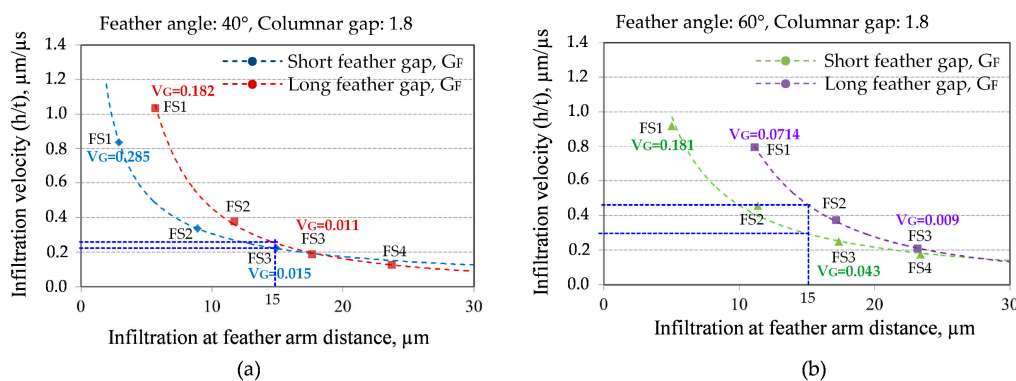 Feather angle: 40°, Columnar gap: 1.8
Infiltration velocity (h/t), µm/µs
1.4
1.2
1.0
0.8
0.6
0.4
0.2
0.0
Short feather gap, GF
Long feather gap, GF
VG=0.182
FS1
FS1
VG=0.285
FS2
FS2
VG=0.011
FS3
FS4
FS3
VG=0.015
0
10
15
20
30
Infiltration at feather arm distance, µm
(a)
Feather angle: 60°, Columnar gap: 1.8
Infiltration velocity (h/t), µm/µs
1.4
1.2
1.0
0.8
0.6
0.4
0.2
0.0
Short feather gap, GF
Long feather gap, GF
FS1
VG=0.181
VG=0.0714
FS1
FS2
FS2
VG=0.009
FS3
FS3
FS4
VG=0.043
0
10
15
20
30
Infiltration at feather arm distance, µm
(b)